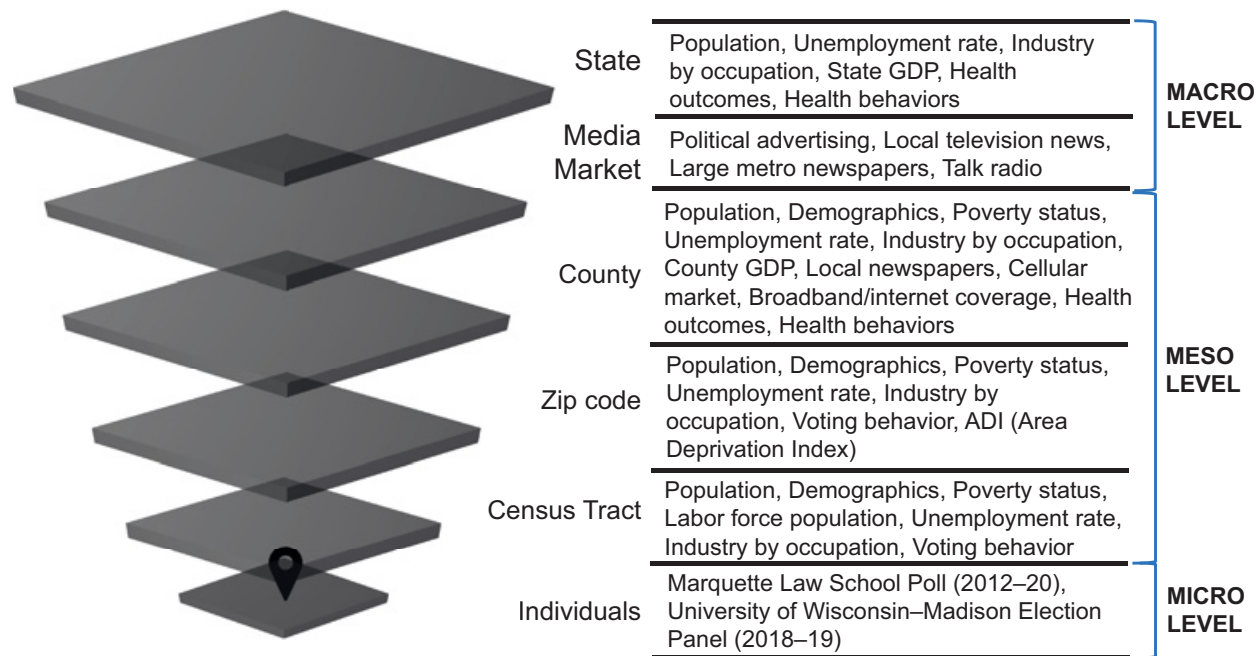 State
Population, Unemployment rate, Industry
by occupation, State GDP, Health
outcomes, Health behaviors
Media
Market
Political advertising, Local television news,
Large metro newspapers, Talk radio
MACRO
LEVEL
County
Population, Demographics, Poverty status,
Unemployment rate, Industry by occupation,
County GDP, Local newspapers, Cellular
market, Broadband/internet coverage, Health
outcomes, Health behaviors
Zip code
Population, Demographics, Poverty status,
Unemployment rate, Industry by
occupation, Voting behavior, ADI (Area
Deprivation Index)
Census Tract
Population, Demographics, Poverty status,
Labor force population, Unemployment rate,
Industry by occupation, Voting behavior
MESO
LEVEL
Individuals
Marquette Law School Poll (2012–20),
University of Wisconsin–Madison Election
Panel (2018–19)
MICRO
LEVEL